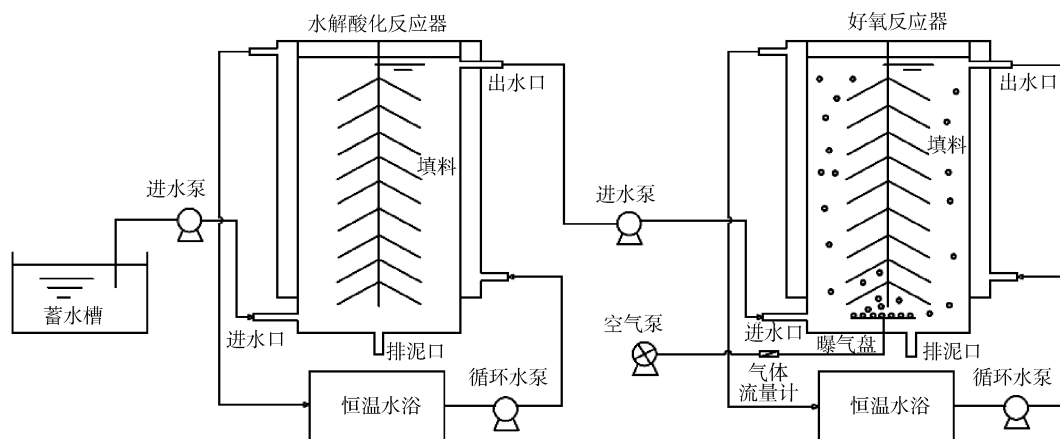 水解酸化反应器
好氧反应器
出水口
出水口
填料
填料
进水泵
进水泵
蓄水槽
进水口
排泥口
空气泵
进水口
曝气盘
排泥口
气体
流量计
恒温水浴
循环水泵
恒温水浴
循环水泵